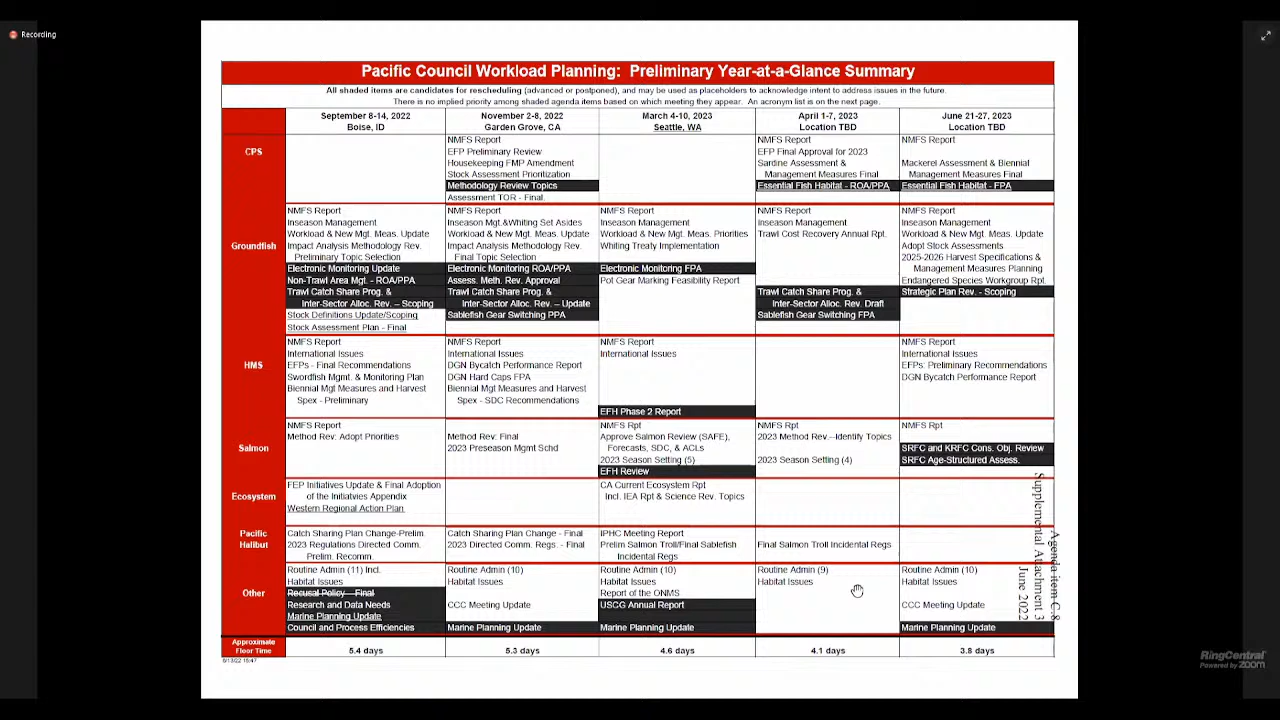 Recording
Pacific Council Workload Planning: Preliminary Year-at-a-Glance Summary
All shaded items are candidates for rescheduling (advanced or postponed), and may be used as placeholders to acknowledge intent to address issues in the future.
There is no implied priority among shaded agenda items based on which meeting they appear. An acronym list is on the next page.
September 8-14, 2022
Boise, ID
November 2-8, 2022
Garden Grove, CA
March 4-10, 2023
Seattle, WA
April 1-7, 2023
Location TBD
June 21-27, 2023
Location TBD
CPS
NMFS Report
EFP Preliminary Review
Housekeeping FMP Amendment
Stock Assessment Prioritization
Methodology Review Topics
Assessment TOR - Final.
NMFS Report
EFP Final Approval for 2023
Sardine Assessment &
Management Measures Final
Essential Fish Habitat - ROA/PPA
NMFS Report
Mackerel Assessment & Biennial
Management Measures Final
Essential Fish Habitat - FPA
Groundfish
NMFS Report
Inseason Management
Workload & New Mgt. Meas. Update
Impact Analysis Methodology Rev.
Preliminary Topic Selection
Electronic Monitoring Update
Non-Trawl Area Mgt. - ROA/PPA
Trawl Catch Share Prog. &
Inter-Sector Alloc. Rev. – Scoping
Stock Definitions Update/Scoping
Stock Assessment Plan - Final
NMFS Report
Inseason Mgt.&Whiting Set Asides
Workload & New Mgt. Meas. Update
Impact Analysis Methodology Rev.
Final Topic Selection
Electronic Monitoring ROA/PPA
Assess. Meth. Rev. Approval
Trawl Catch Share Prog. &
Inter-Sector Alloc. Rev. – Update
Sablefish Gear Switching PPA
NMFS Report
Inseason Management
Workload & New Mgt. Meas. Priorities
Whiting Treaty Implementation
Electronic Monitoring FPA
Pot Gear Marking Feasibility Report
NMFS Report
Inseason Management
Trawl Cost Recovery Annual Rpt.
Trawl Catch Share Prog. &
Inter-Sector Alloc. Rev. Draft
Sablefish Gear Switching FPA
NMFS Report
Inseason Management
Workload & New Mgt. Meas. Update
Adopt Stock Assessments
2025-2026 Harvest Specifications &
Management Measures Planning
Endangered Species Workgroup Rpt.
Strategic Plan Rev. - Scoping
HMS
NMFS Report
International Issues
EFPs - Final Recommendations
Swordfish Mgmt. & Monitoring Plan
Biennial Mgt Measures and Harvest
Spex - Preliminary
NMFS Report
International Issues
DGN Bycatch Performance Report
DGN Hard Caps FPA
Biennial Mgt Measures and Harvest
Spex - SDC Recommendations
NMFS Report
International Issues
EFH Phase 2 Report
NMFS Report
International Issues
EFPs: Preliminary Recommendations
DGN Bycatch Performance Report
Salmon
NMFS Report
Method Rev: Adopt Priorities
Method Rev: Final
2023 Preseason Mgmt Schd
NMFS Rpt
Approve Salmon Review (SAFE),
Forecasts, SDC, & ACLs
2023 Season Setting (5)
EFH Review
NMFS Rpt
2023 Method Rev.–Identify Topics
2023 Season Setting (4)
NMFS Rpt
SRFC and KRFC Cons. Obj. Review
SRFC Age-Structured Assess.
Ecosystem
FEP Initiatives Update & Final Adoption
of the Initiatvies Appendix
Western Regional Action Plan
CA Current Ecosystem Rpt
Incl. IEA Rpt & Science Rev. Topics
Pacific
Halibut
Catch Sharing Plan Change-Prelim.
2023 Regulations Directed Comm.
Prelim. Recomm.
Catch Sharing Plan Change - Final
2023 Directed Comm. Regs. - Final
IPHC Meeting Report
Prelim Salmon Troll/Final Sablefish
Incidental Regs
Final Salmon Troll Incidental Regs
Other
Routine Admin (11) Incl.
Habitat Issues
Recusal Policy - Final
Research and Data Needs
Marine Planning Update
Council and Process Efficiencies
Routine Admin (10)
Habitat Issues
CCC Meeting Update
Marine Planning Update
Routine Admin (10)
Habitat Issues
Report of the ONMS
USCG Annual Report
Marine Planning Update
Routine Admin (9)
Habitat Issues
Routine Admin (10)
Habitat Issues
CCC Meeting Update
Marine Planning Update
Approximate
Floor Time
5.4 days
5.3 days
4.6 days
4.1 days
3.8 days
6/13/22 15:47
Agenda item C.8
Supplemental Attachment 3
June 2022
RingCentral
Powered by zoom